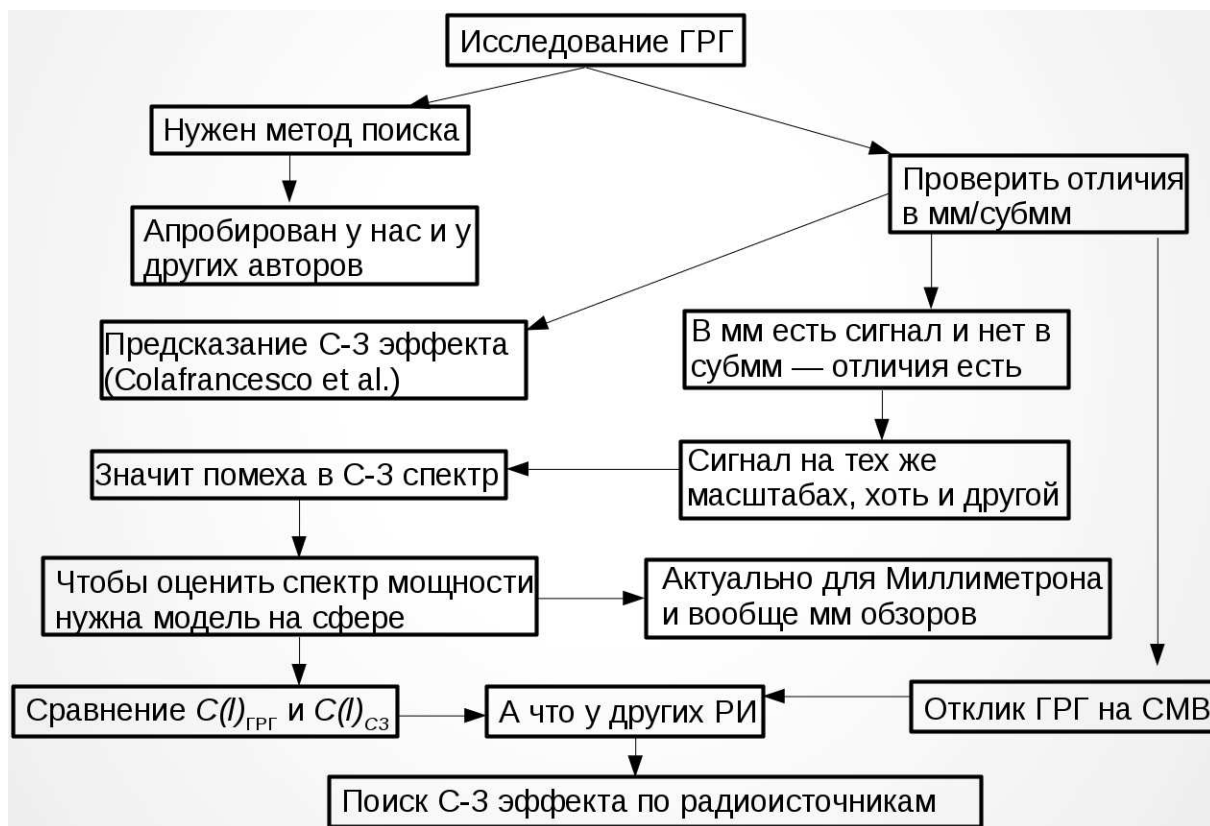 Исследование ГРГ
Нужен метод поиска
Проверить отличия
в мм/субмм
Апробирован у нас и у
других авторов
Предсказание С-З эффекта
(Colafrancesco et al.)
В мм есть сигнал и нет в
субмм — отличия есть
Значит помеха в С-З спектр
Сигнал на тех же
масштабах, хоть и другой
Чтобы оценить спектр мощности
нужна модель на сфере
Актуально для Миллиметрона
и вообще мм обзоров
Сравнение C(l)ГРГ и C(l)СЗ
А что у других РИ
Отклик ГРГ на CMB
Поиск С-З эффекта по радиоисточникам